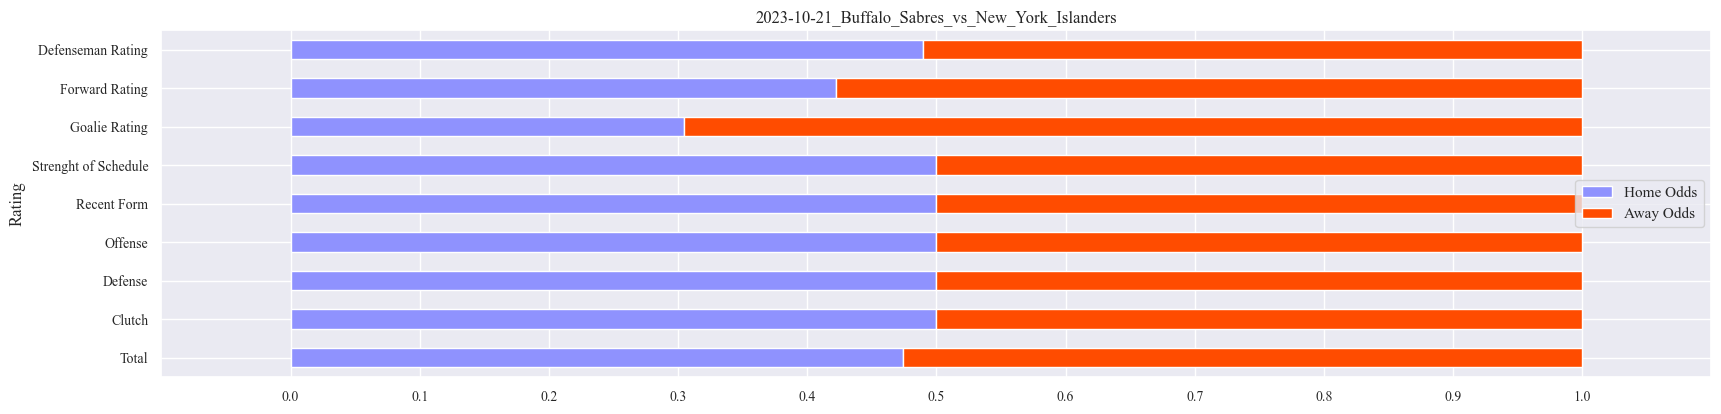 2023-10-21_Buffalo_Sabres_vs_New_York_Islanders
Rating
Defenseman Rating
Forward Rating
Goalie Rating
Strenght of Schedule
Recent Form
Offense
Defense
Clutch
Total
Home Odds
Away Odds
0.0 0.1 0.2 0.3 0.4 0.5 0.6 0.7 0.8 0.9 1.0